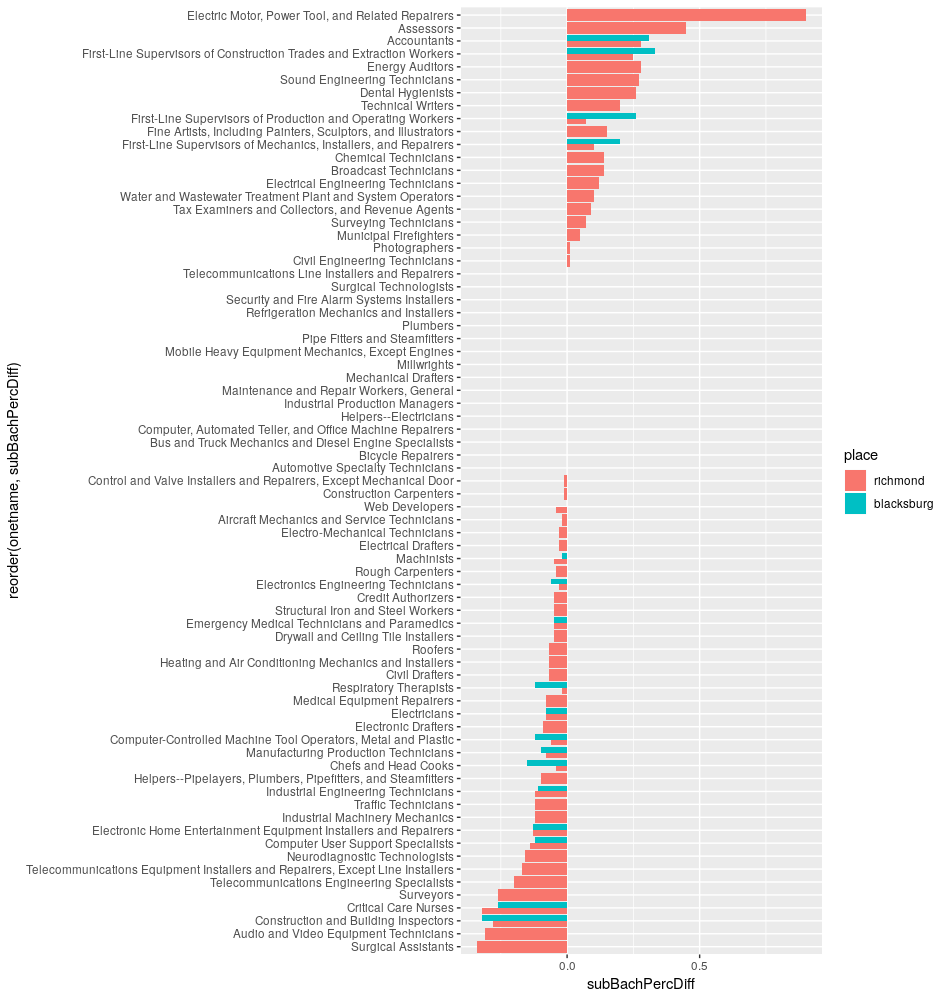 Electric Motor, Power Tool, and Related Repairers
Assessors
Accountants
First-Line Supervisors of Construction Trades and Extraction Workers
Energy Auditors
Sound Engineering Technicians
Dental Hygienists
Technical Writers
First-Line Supervisors of Production and Operating Workers
Fine Artists, Including Painters, Sculptors, and Illustrators
First-Line Supervisors of Mechanics, Installers, and Repairers
Chemical Technicians
Broadcast Technicians
Electrical Engineering Technicians
Water and Wastewater Treatment Plant and System Operators
Tax Examiners and Collectors, and Revenue Agents
Surveying Technicians
Municipal Firefighters
Photographers
Civil Engineering Technicians
Telecommunications Line Installers and Repairers
Surgical Technologists
Security and Fire Alarm Systems Installers
Refrigeration Mechanics and Installers
Plumbers
Pipe Fitters and Steamfitters
Mobile Heavy Equipment Mechanics, Except Engines
Millwrights
Mechanical Drafters
Maintenance and Repair Workers, General
Industrial Production Managers
Helpers--Electricians
Computer, Automated Teller, and Office Machine Repairers
Bus and Truck Mechanics and Diesel Engine Specialists
Bicycle Repairers
Automotive Specialty Technicians
Control and Valve Installers and Repairers, Except Mechanical Door
Construction Carpenters
Web Developers
Aircraft Mechanics and Service Technicians
Electro-Mechanical Technicians
Electrical Drafters
Machinists
Rough Carpenters
Electronics Engineering Technicians
Credit Authorizers
Structural Iron and Steel Workers
Emergency Medical Technicians and Paramedics
Drywall and Ceiling Tile Installers
Roofers
Heating and Air Conditioning Mechanics and Installers
Civil Drafters
Respiratory Therapists
Medical Equipment Repairers
Electricians
Electronic Drafters
Computer-Controlled Machine Tool Operators, Metal and Plastic
Manufacturing Production Technicians
Chefs and Head Cooks
Helpers--Pipelayers, Plumbers, Pipefitters, and Steamfitters
Industrial Engineering Technicians
Traffic Technicians
Industrial Machinery Mechanics
Electronic Home Entertainment Equipment Installers and Repairers
Computer User Support Specialists
Neurodiagnostic Technologists
Telecommunications Equipment Installers and Repairers, Except Line Installers
Telecommunications Engineering Specialists
Surveyors
Critical Care Nurses
Construction and Building Inspectors
Audio and Video Equipment Technicians
Surgical Assistants
reorder(onetname, subBachPercDiff)
0.0 0.5
subBachPercDiff
place
richmond
blacksburg